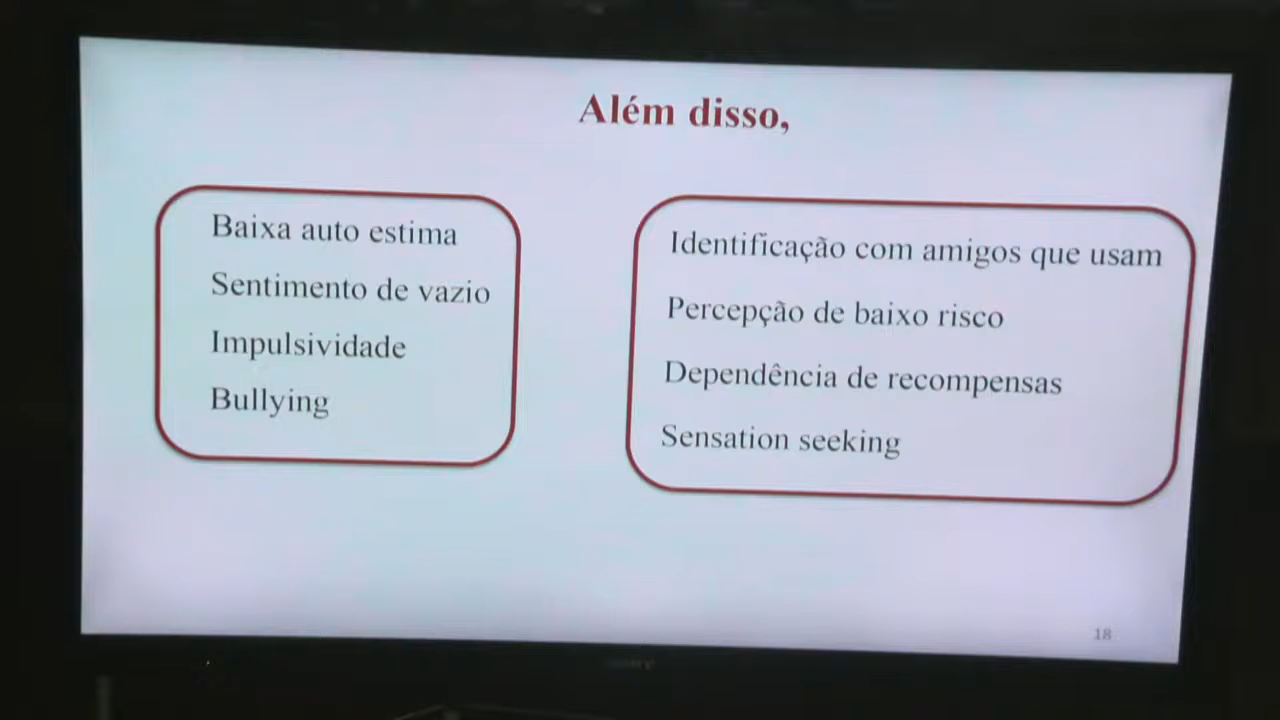 Além disso,
Baixa auto estima
Sentimento de vazio
Impulsividade
Bullying
Identificação com amigos que usam
Percepção de baixo risco
Dependência de recompensas
Sensation seeking
18